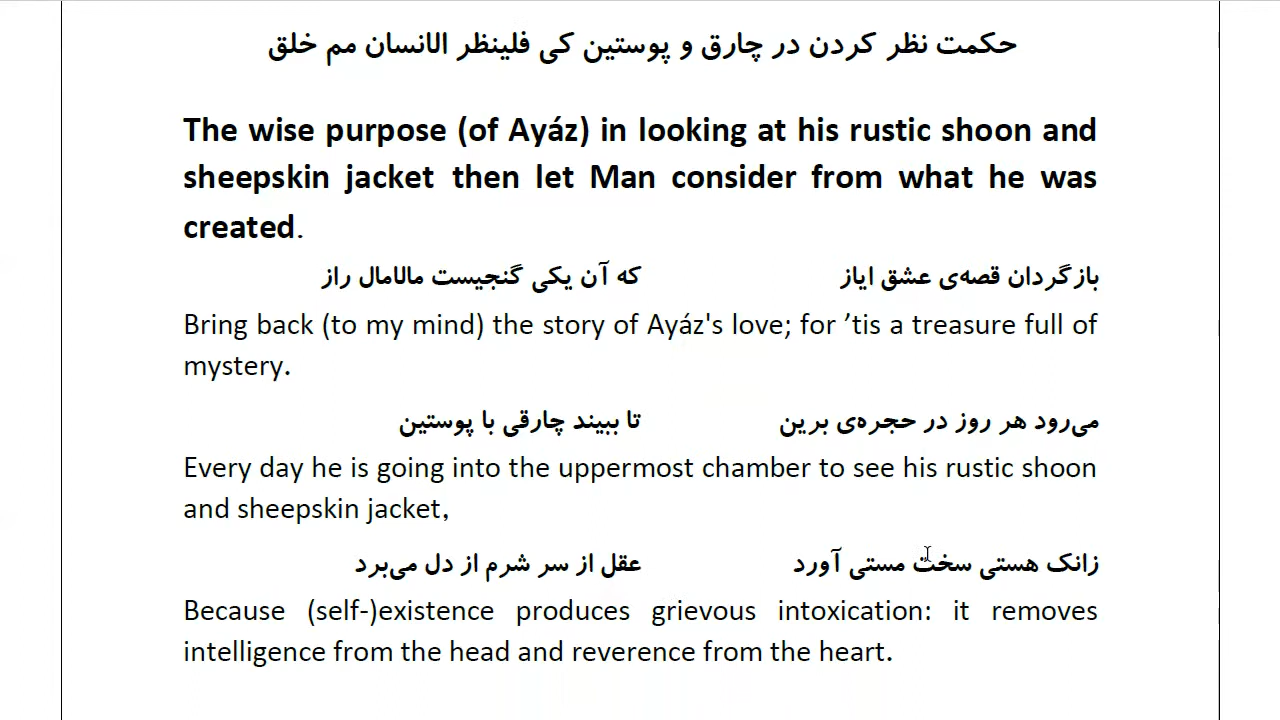 حکمت نظر کردن در چارق و پوستین کی فلینظر الانسان مم خلق
The wise purpose (of Ayáz) in looking at his rustic shoon and
sheepskin jacket then let Man consider from what he was
created.
بازگردان قصه‌ی عشق ایاز که آن یکی گنجیست مالامال راز
Bring back (to my mind) the story of Ayáz's love; for ’tis a treasure full of
mystery.
می‌رود هر روز در حجره‌ی برین تا ببیند چارقی با پوستین
Every day he is going into the uppermost chamber to see his rustic shoon
and sheepskin jacket,
زانک هستی سخت مستی آورد عقل از سر شرم از دل می‌برد
Because (self-)existence produces grievous intoxication: it removes
intelligence from the head and reverence from the heart.